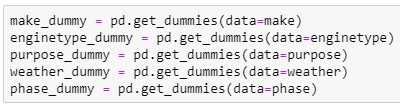 make_dummy = pd.get_dummies(data=make)
enginetype_dummy = pd.get_dummies(data=enginetype)
purpose_dummy = pd.get_dummies(data=purpose)
weather_dummy = pd.get_dummies(data=weather)
phase_dummy = pd.get_dummies(data=phase)